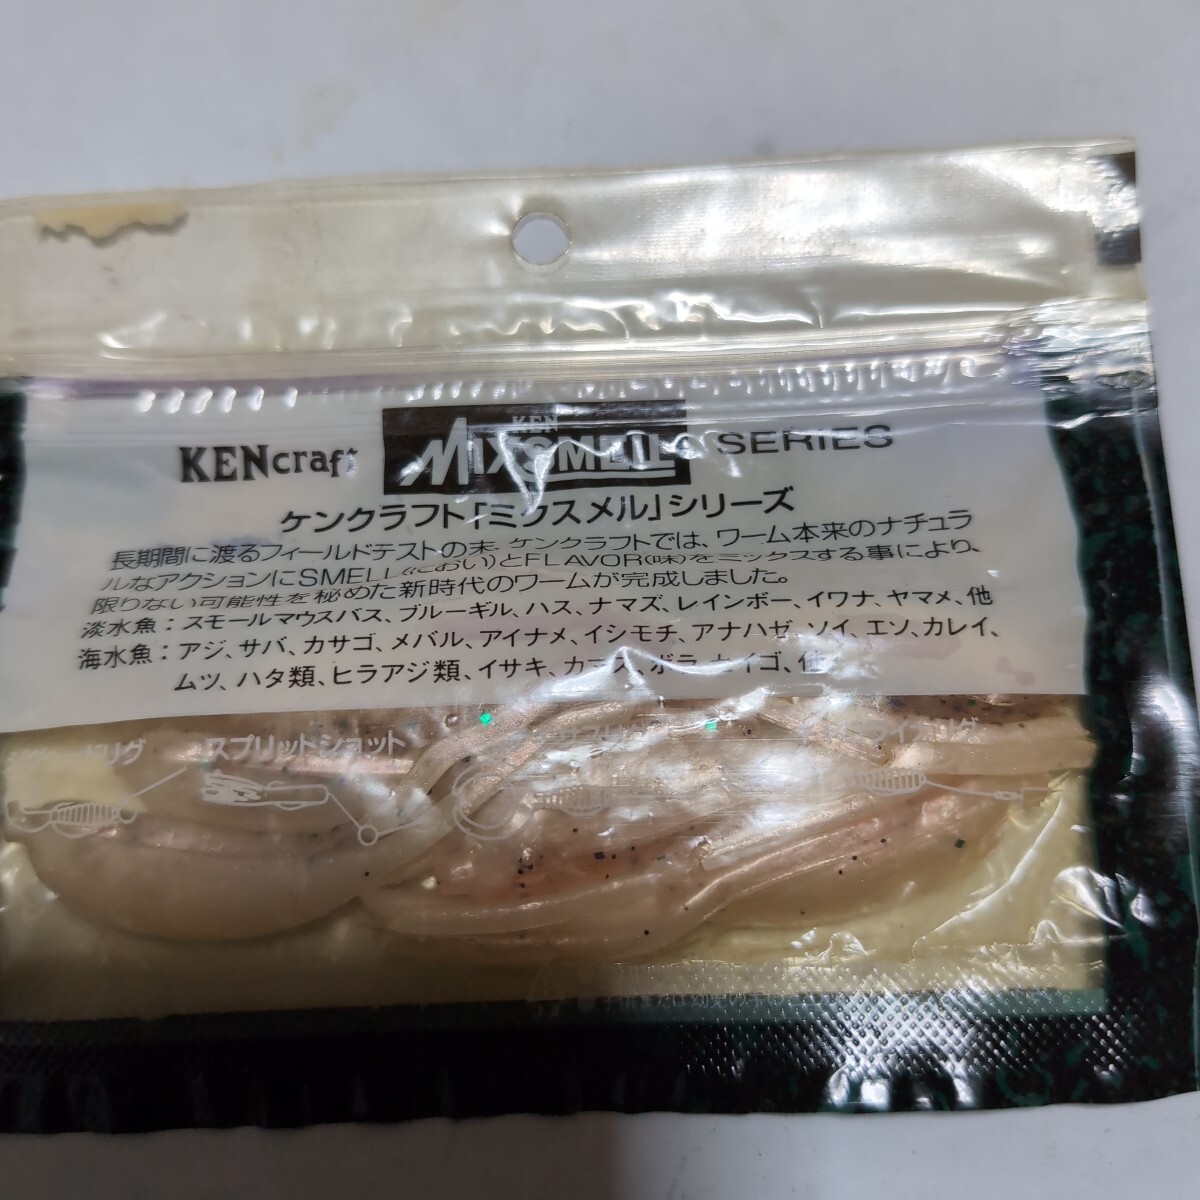 KENcraft KEN MIXSMELL SERIES
ケンクラフト「ミクスメル」シリーズ
長期間に渡るフィールドテストの末、ケンクラフトでは、ワーム本来のナチュラ
ルなアクションにSMELL(におい)とFLAVOR(味)をミックスする事により、
限りない可能性を秘めた新時代のワームが完成しました。
淡水魚：スモールマウスバス、ブルーギル、ハス、ナマズ、レインボー、イワナ、ヤマメ、他
海水魚：アジ、サバ、カサゴ、メバル、アイナメ、イシモチ、アナハゼ、ソイ、エソ、カレイ、
ムツ、ハタ類、ヒラアジ類、イサキ、カマス、ボラ、セイゴ、他
スプリットショット